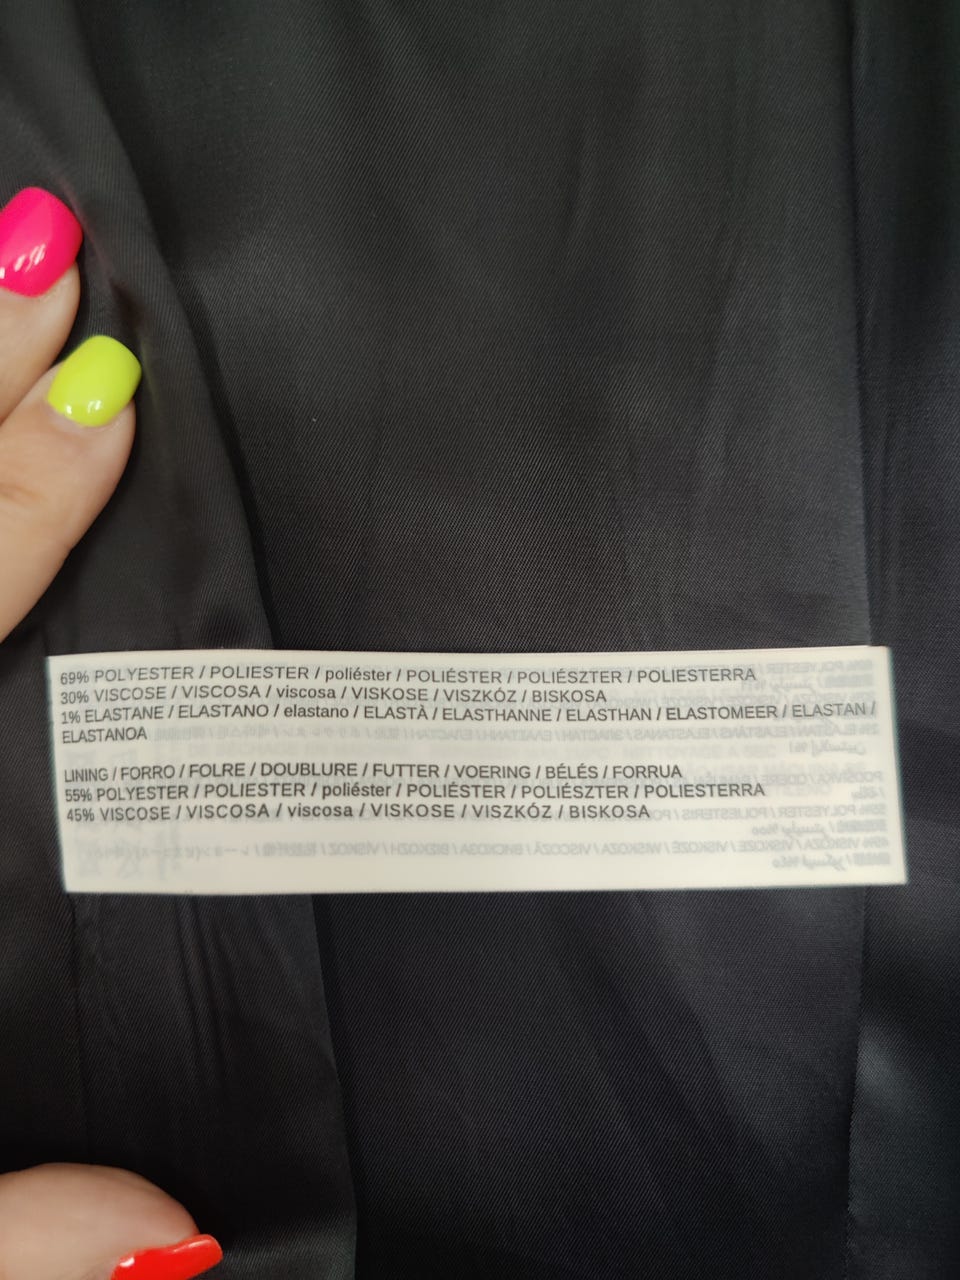 69% POLYESTER / POLIESTER / poliéster / POLIÉSTER / POLIÉSZTER / POLIESTERRA
30% VISCOSE / VISCOSA / viscosa / VISKOSE / VISZKÓZ / BISKOSA
1% ELASTANE / ELASTANO / elastano / ELASTÀ / ELASTHANNE / ELASTHAN / ELASTOMEER / ELASTAN /
ELASTANOA
LINING / FORRO / FOLRE / DOUBLURE / FUTTER / VOERING / BÉLÉS / FORRUA
55% POLYESTER / POLIESTER / poliéster / POLIÉSTER / POLIÉSZTER / POLIESTERRA
45% VISCOSE / VISCOSA / viscosa / VISKOSE / VISZKÓZ / BISKOSA